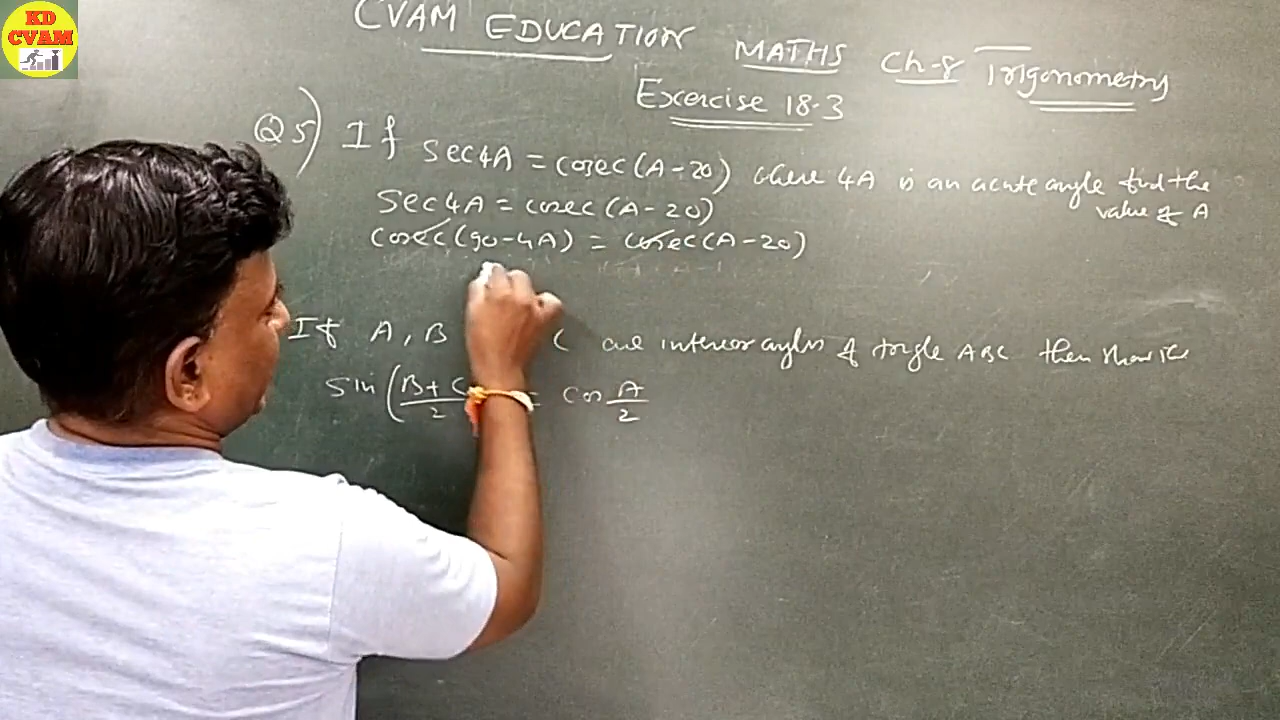 KD
CVAM
CVAM EDUCATION MATHS Ch-8 Trigonometry
Exercise 18.3
Q5) If sec4A = cosec(A-20) where 4A is an acute angle find the
value of A
Sec4A = cosec(A-20)
cosec(90-4A) = cosec(A-20)
If A, B C are interior angles of triangle ABC then show
Sin(B+C/2 = cos A/2